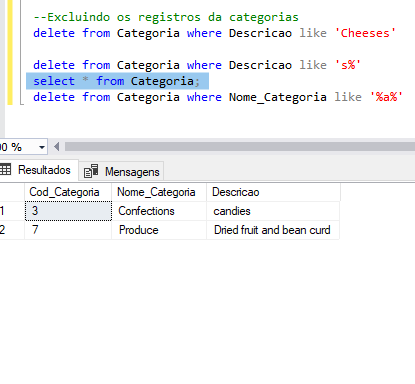 --Excluindo os registros da categorias
delete from Categoria where Descricao like 'Cheeses'
delete from Categoria where Descricao like 's%'
select * from Categoria;
delete from Categoria where Nome_Categoria like '%a%'
00 %
Resultados Mensagens
Cod_Categoria Nome_Categoria Descricao
1 3 Confections candies
2 7 Produce Dried fruit and bean curd